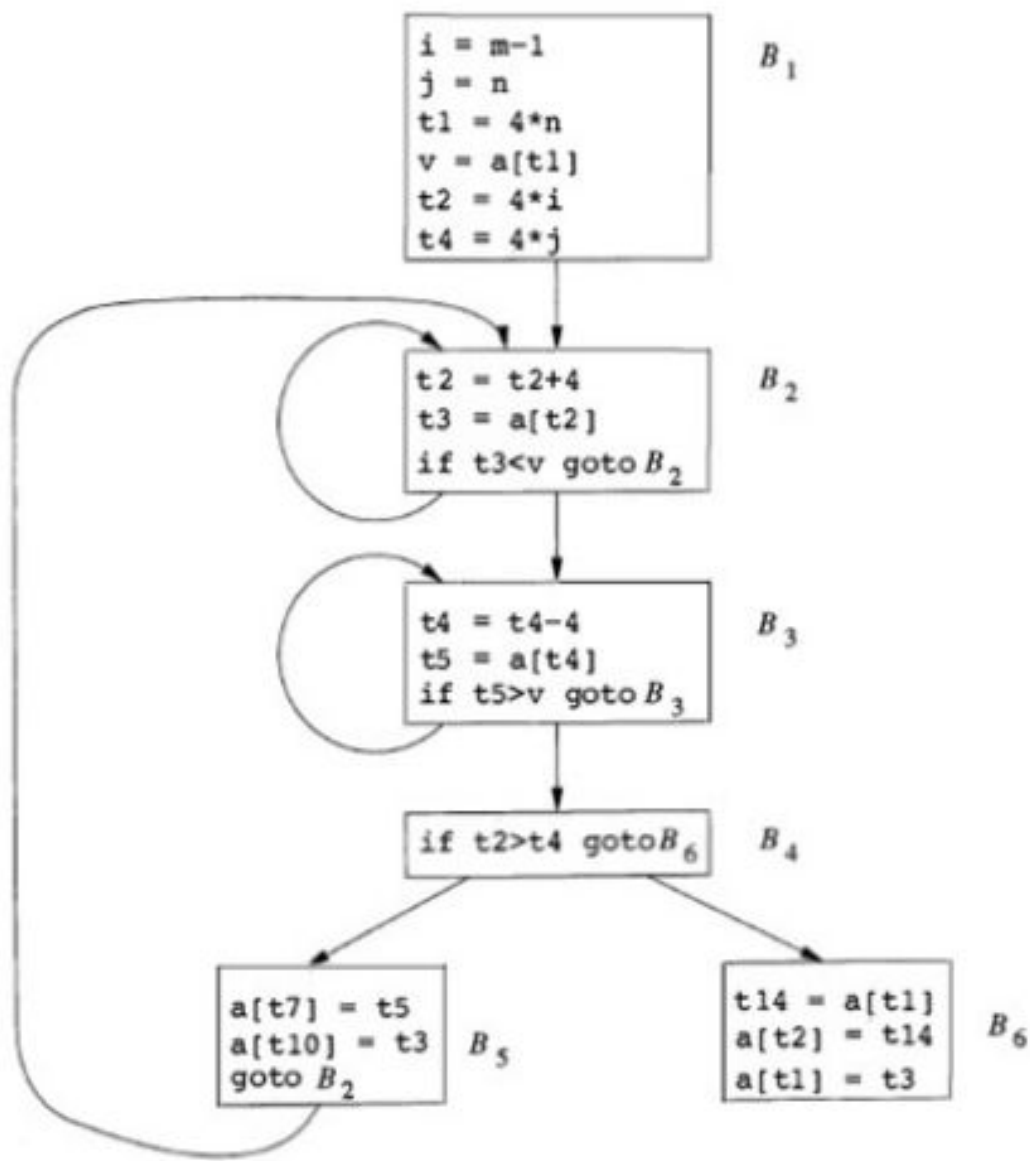 i = m-1
j = n
t1 = 4*n
v = a[t1]
t2 = 4*i
t4 = 4*j
B1
t2 = t2+4
t3 = a[t2]
if t3<v goto B2
B2
t4 = t4-4
t5 = a[t4]
if t5>v goto B3
B3
if t2>t4 goto B6
B4
a[t7] = t5
a[t10] = t3
goto B2
B5
t14 = a[t1]
a[t2] = t14
a[t1] = t3
B6